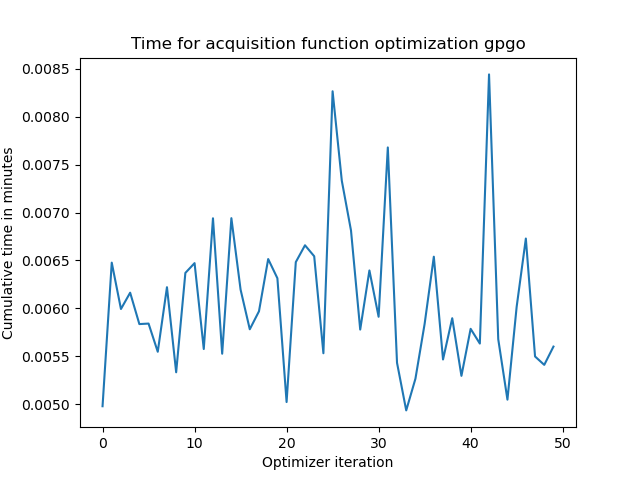 Time for acquisition function optimization gpgo
0.0085
0.0080
0.0075
0.0070
0.0065
0.0060
0.0055
0.0050
Cumulative time in minutes
0 10 20 30 40 50
Optimizer iteration